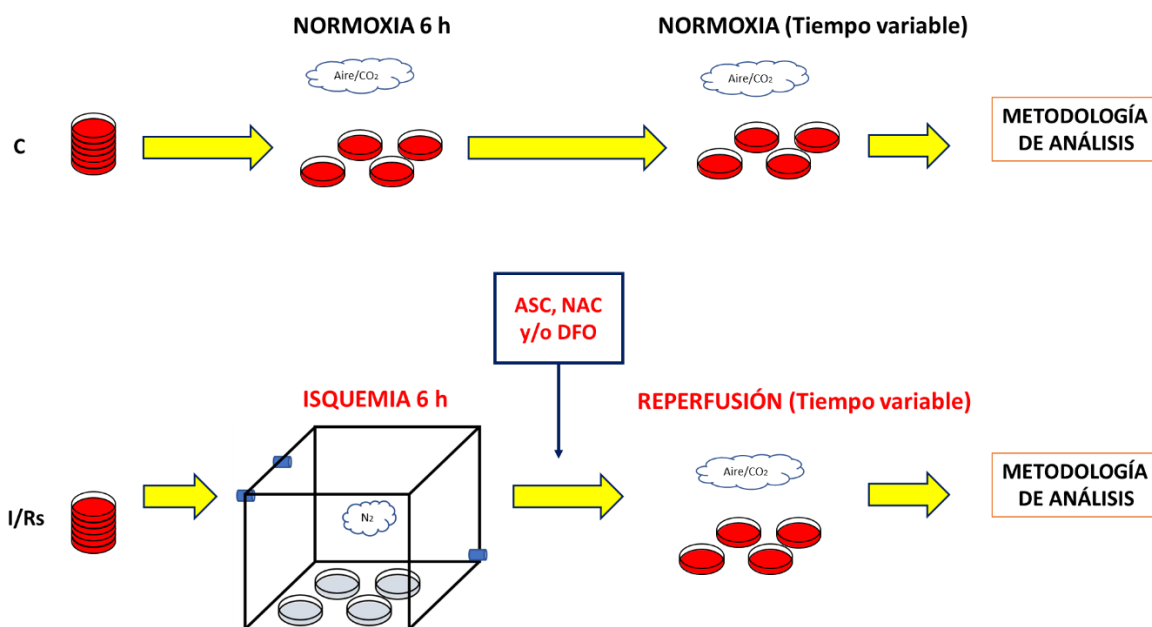 NORMOXIA 6 h
NORMOXIA (Tiempo variable)
Aire/CO₂
Aire/CO₂
C
METODOLOGÍA
DE ANÁLISIS
ASC, NAC
y/o DFO
ISQUEMIA 6 h
REPERFUSIÓN (Tiempo variable)
Aire/CO₂
N₂
I/Rs
METODOLOGÍA
DE ANÁLISIS